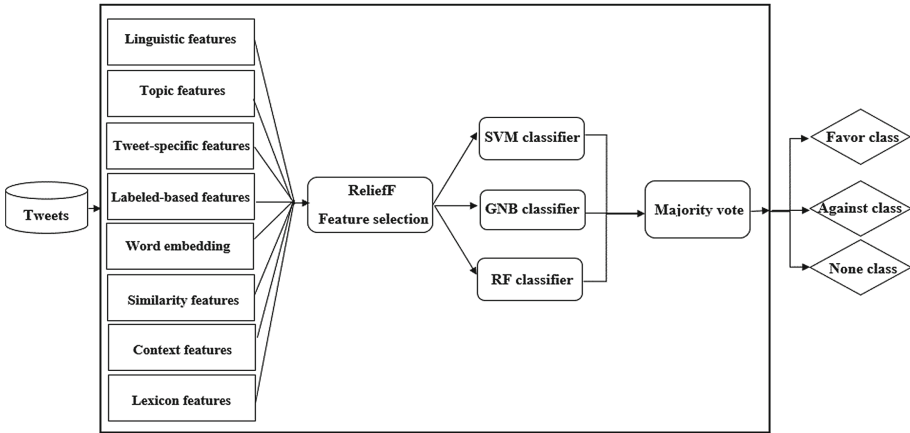 Tweets
Linguistic features
Topic features
Tweet-specific features
Labeled-based features
Word embedding
Similarity features
Context features
Lexicon features
ReliefF
Feature selection
SVM classifier
GNB classifier
RF classifier
Majority vote
Favor class
Against class
None class